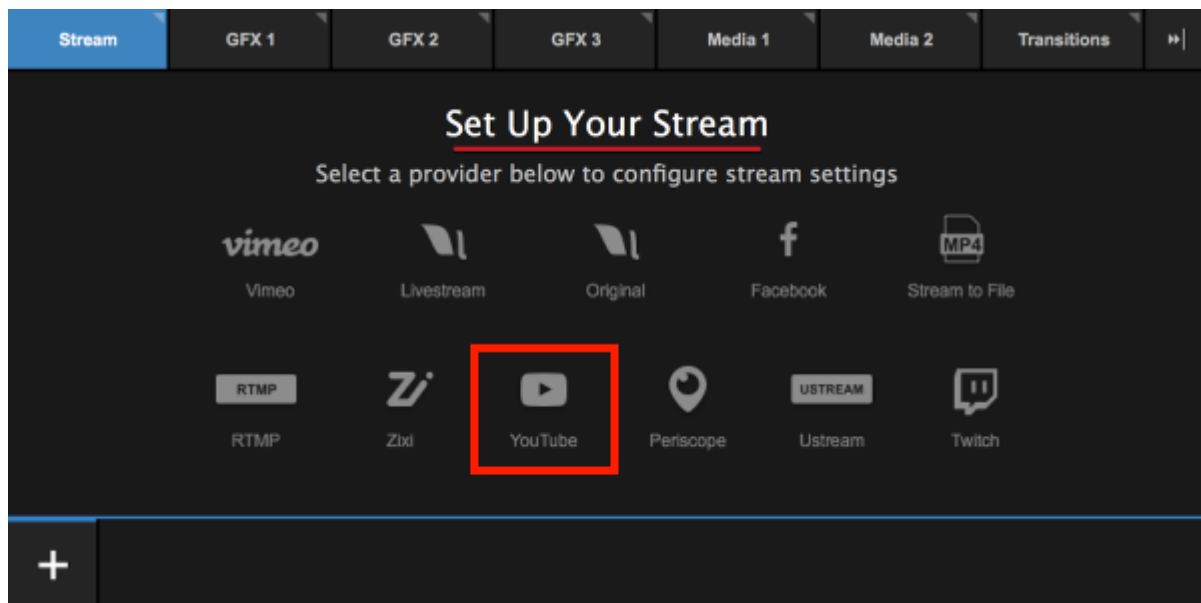 Stream GFX 1 GFX 2 GFX 3 Media 1 Media 2 Transitions
Set Up Your Stream
Select a provider below to configure stream settings
vimeo MP4
Vimeo Livestream Original Facebook Stream to File
RTMP USTREAM
RTMP Zixi YouTube Periscope Ustream Twitch